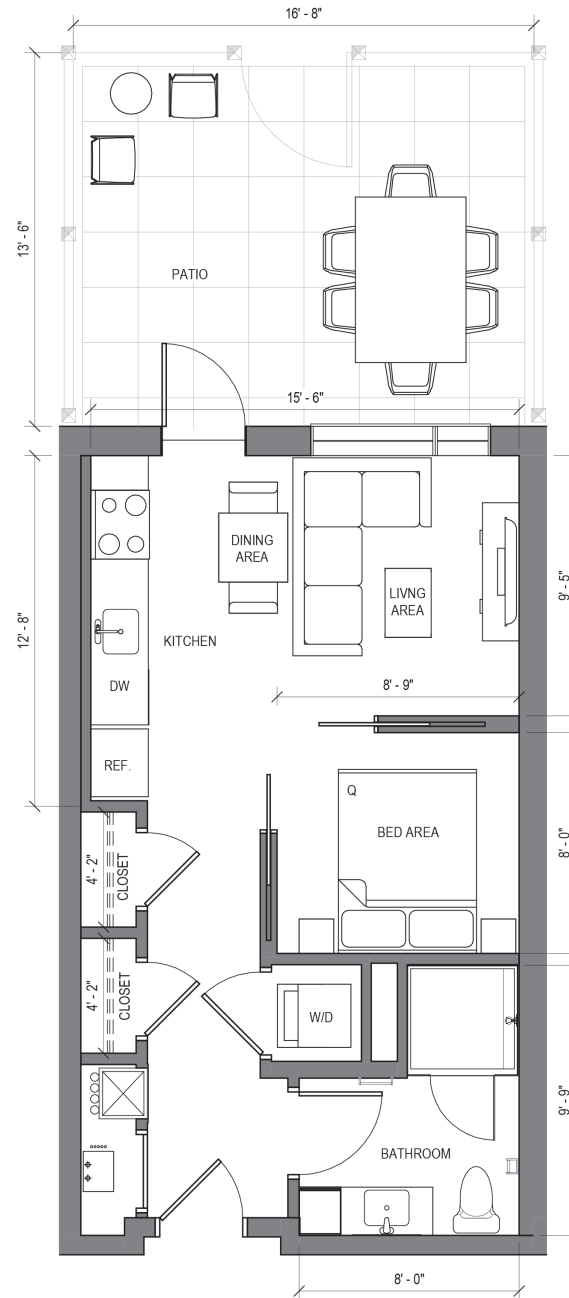 16' - 8"
13' - 6"
PATIO
15' - 6"
DINING
AREA
LIVNG
AREA
9' - 5"
12' - 8"
KITCHEN
DW
8' - 9"
REF.
Q
BED AREA
8' - 0"
4' - 2"
CLOSET
4' - 2"
CLOSET
W/D
9' - 9"
BATHROOM
8' - 0"